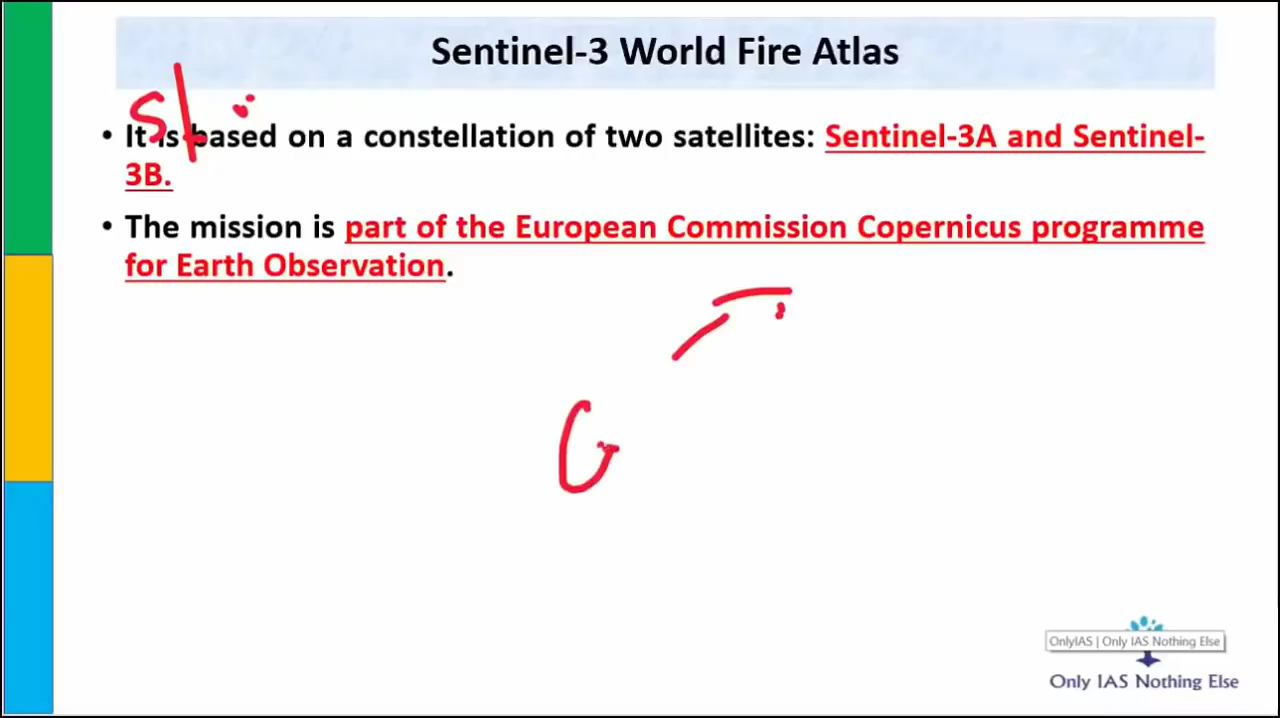 Sentinel-3 World Fire Atlas
• It is based on a constellation of two satellites: Sentinel-3A and Sentinel-
3B.
• The mission is part of the European Commission Copernicus programme
for Earth Observation.
OnlyIAS | Only IAS Nothing Else
Only IAS Nothing Else